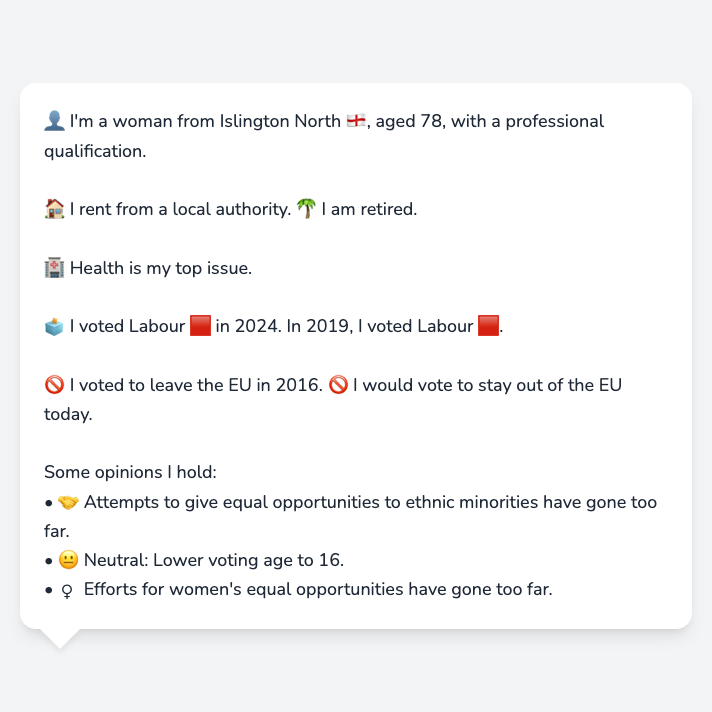 👤 I'm a woman from Islington North 🏴󠁧󠁢󠁥󠁮󠁧󠁿, aged 78, with a professional
qualification.
🏠 I rent from a local authority. 🌴 I am retired.
🏥 Health is my top issue.
🗳️ I voted Labour 🟥 in 2024. In 2019, I voted Labour 🟥.
🚫 I voted to leave the EU in 2016. 🚫 I would vote to stay out of the EU
today.
Some opinions I hold:
• 🤝 Attempts to give equal opportunities to ethnic minorities have gone too
far.
• 😐 Neutral: Lower voting age to 16.
• ♀ Efforts for women's equal opportunities have gone too far.